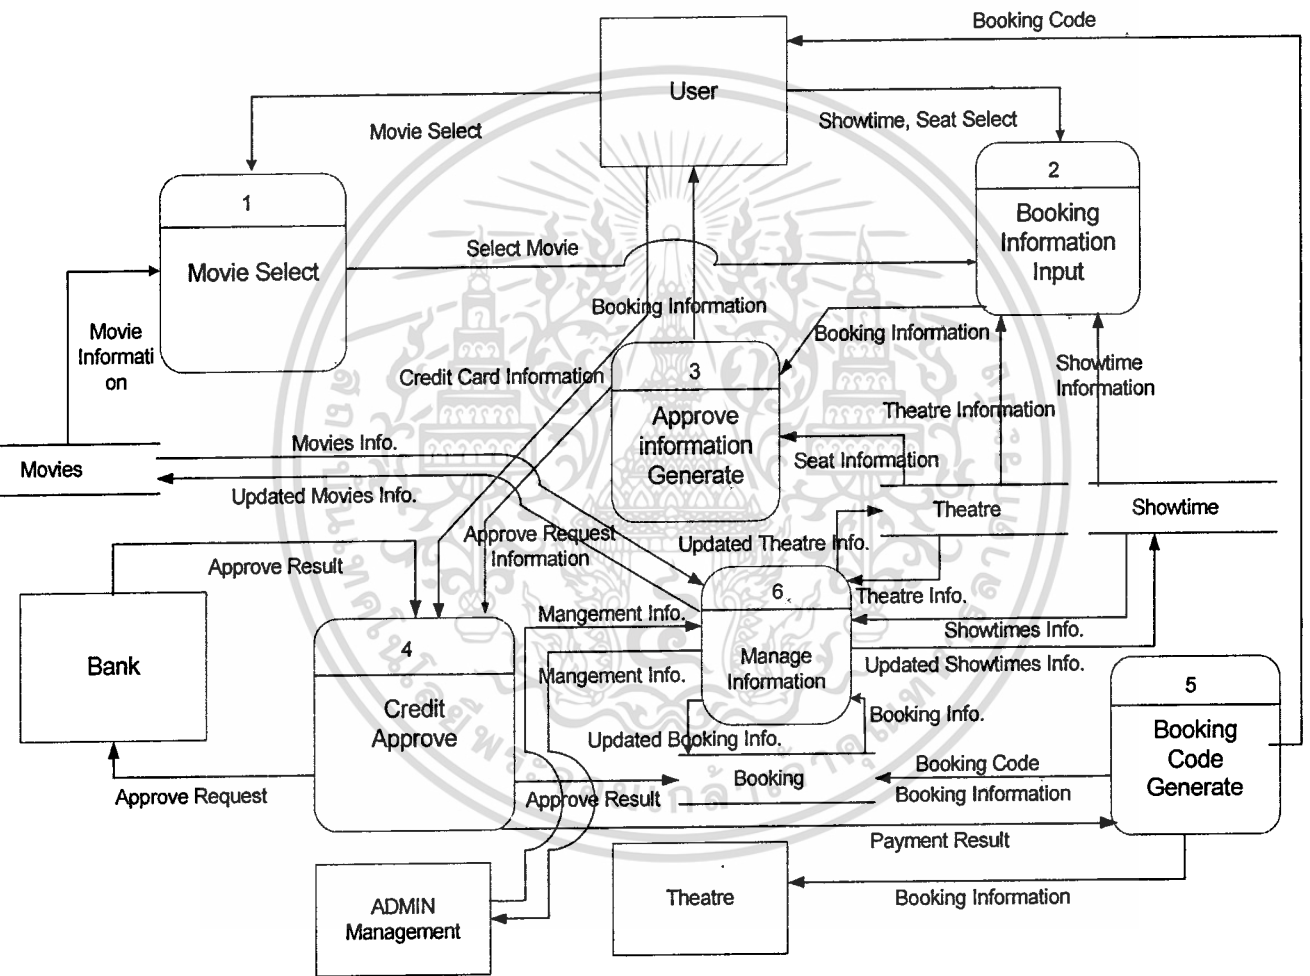 Booking Code
User
Movie Select
Showtime, Seat Select
1
Movie Select
2
Booking
Information
Input
Select Movie
Booking Information
Booking Information
Movie
Informati
on
Showtime
Information
3
Approve
information
Generate
Credit Card Information
Theatre Information
Movies Info.
Seat Information
Movies
Updated Movies Info.
Theatre
Showtime
Approve Request
Information
Updated Theatre Info.
Approve Result
6
Manage
Information
Theatre Info.
Mangement Info.
Showtimes Info.
Bank
4
Credit
Approve
Mangement Info.
Updated Showtimes Info.
5
Booking
Code
Generate
Booking Info.
Updated Booking Info.
Booking Code
Booking
Approve Request
Approve Result
Booking Information
Payment Result
ADMIN
Management
Theatre
Booking Information